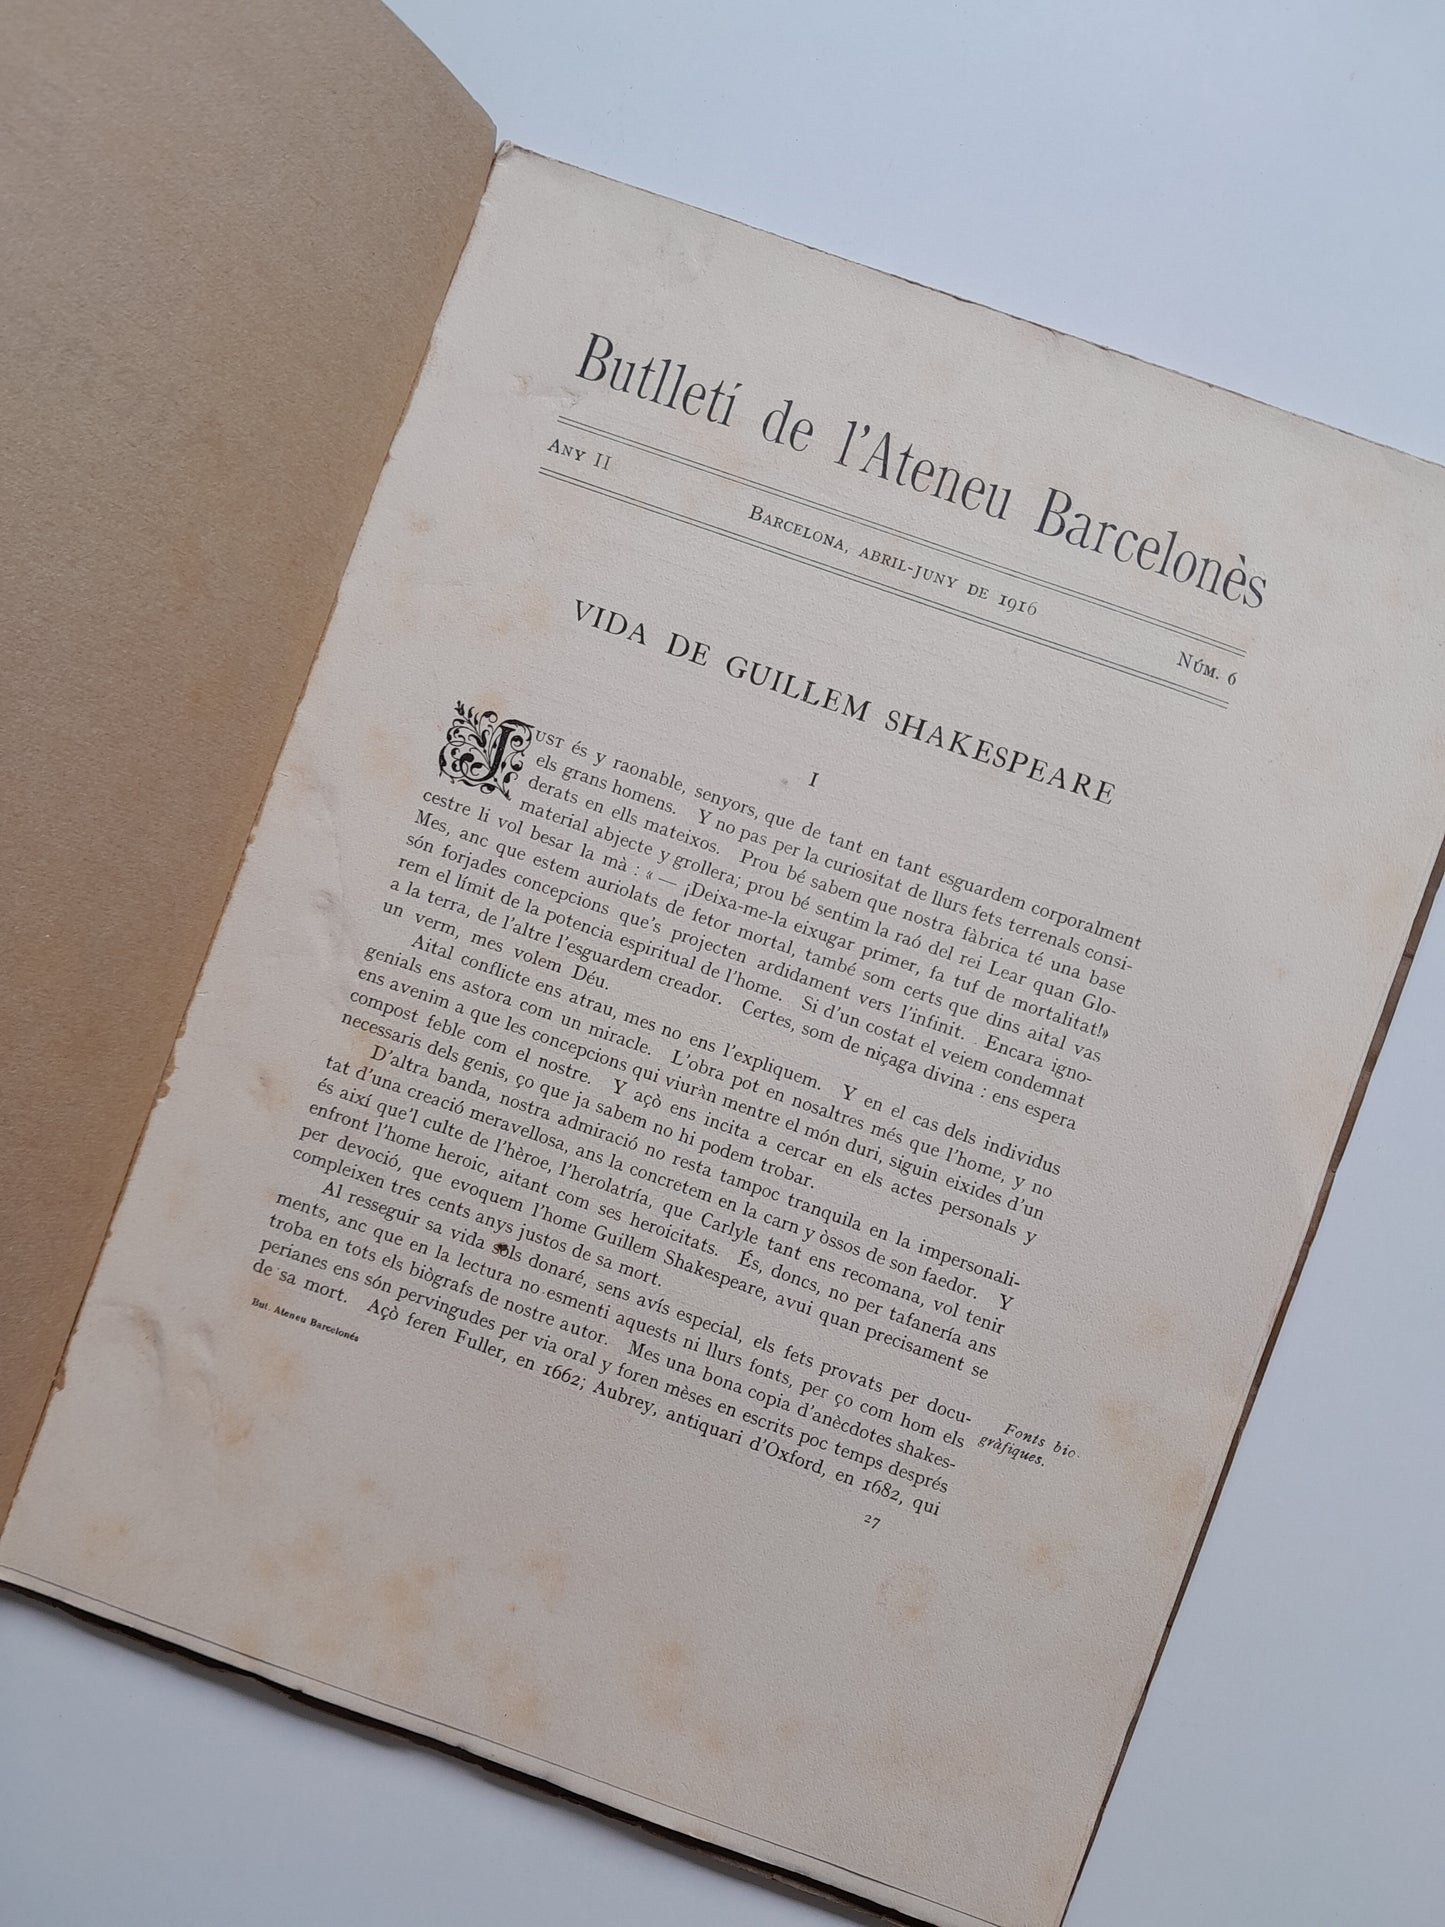 Butlletí de l'Ateneu Barcelonès
Any II
Barcelona, abril-juny de 1916
Núm. 6
VIDA DE GUILLEM SHAKESPEARE
I
Just és y raonable, senyors, que de tant en tant esguardem corporalment
els grans homens. Y no pas per la curiositat de llurs fets terrenals consi-
derats en ells mateixos. Prou bé sabem que nostra fàbrica té una base
material abjecte y grollera; prou bé sentim la raó del rei Lear quan Glo-
cestre li vol besar la mà : « — ¡Deixa-me-la eixugar primer, fa tuf de mortalitat!»
Mes, anc que estem auriolats de fetor mortal, també som certs que dins aital vas
són forjades concepcions que's projecten ardidament vers l'infinit. Encara igno-
rem el límit de la potencia espiritual de l'home. Si d'un costat el veiem condemnat
a la terra, de l'altre l'esguardem creador. Certes, som de niçaga divina : ens espera
un verm, mes volem Déu.
Aital conflicte ens atrau, mes no ens l'expliquem. Y en el cas dels individus
genials ens astora com un miracle. L'obra pot en nosaltres més que l'home, y no
ens avenim a que les concepcions qui viuràn mentre el món duri, siguin eixides d'un
compost feble com el nostre. Y açò ens incita a cercar en els actes personals y
necessaris dels genis, ço que ja sabem no hi podem trobar.
D'altra banda, nostra admiració no resta tampoc tranquila en la impersonali-
tat d'una creació meravellosa, ans la concretem en la carn y òssos de son faedor. Y
és així que'l culte de l'hèroe, l'herolatría, que Carlyle tant ens recomana, vol tenir
enfront l'home heroic, aitant com ses heroicitats. És, doncs, no per tafanería ans
per devoció, que evoquem l'home Guillem Shakespeare, avui quan precisament se
compleixen tres cents anys justos de sa mort.
Al resseguir sa vida sols donaré, sens avís especial, els fets provats per docu-
ments, anc que en la lectura no esmenti aquests ni llurs fonts, per ço com hom els
troba en tots els biògrafs de nostre autor. Mes una bona copia d'anècdotes shakes-
perianes ens són pervingudes per via oral y foren mèses en escrits poc temps després
de sa mort. Açò feren Fuller, en 1662; Aubrey, antiquari d'Oxford, en 1682, qui
Fonts bio-
gràfiques.
But. Ateneu Barcelonés
27